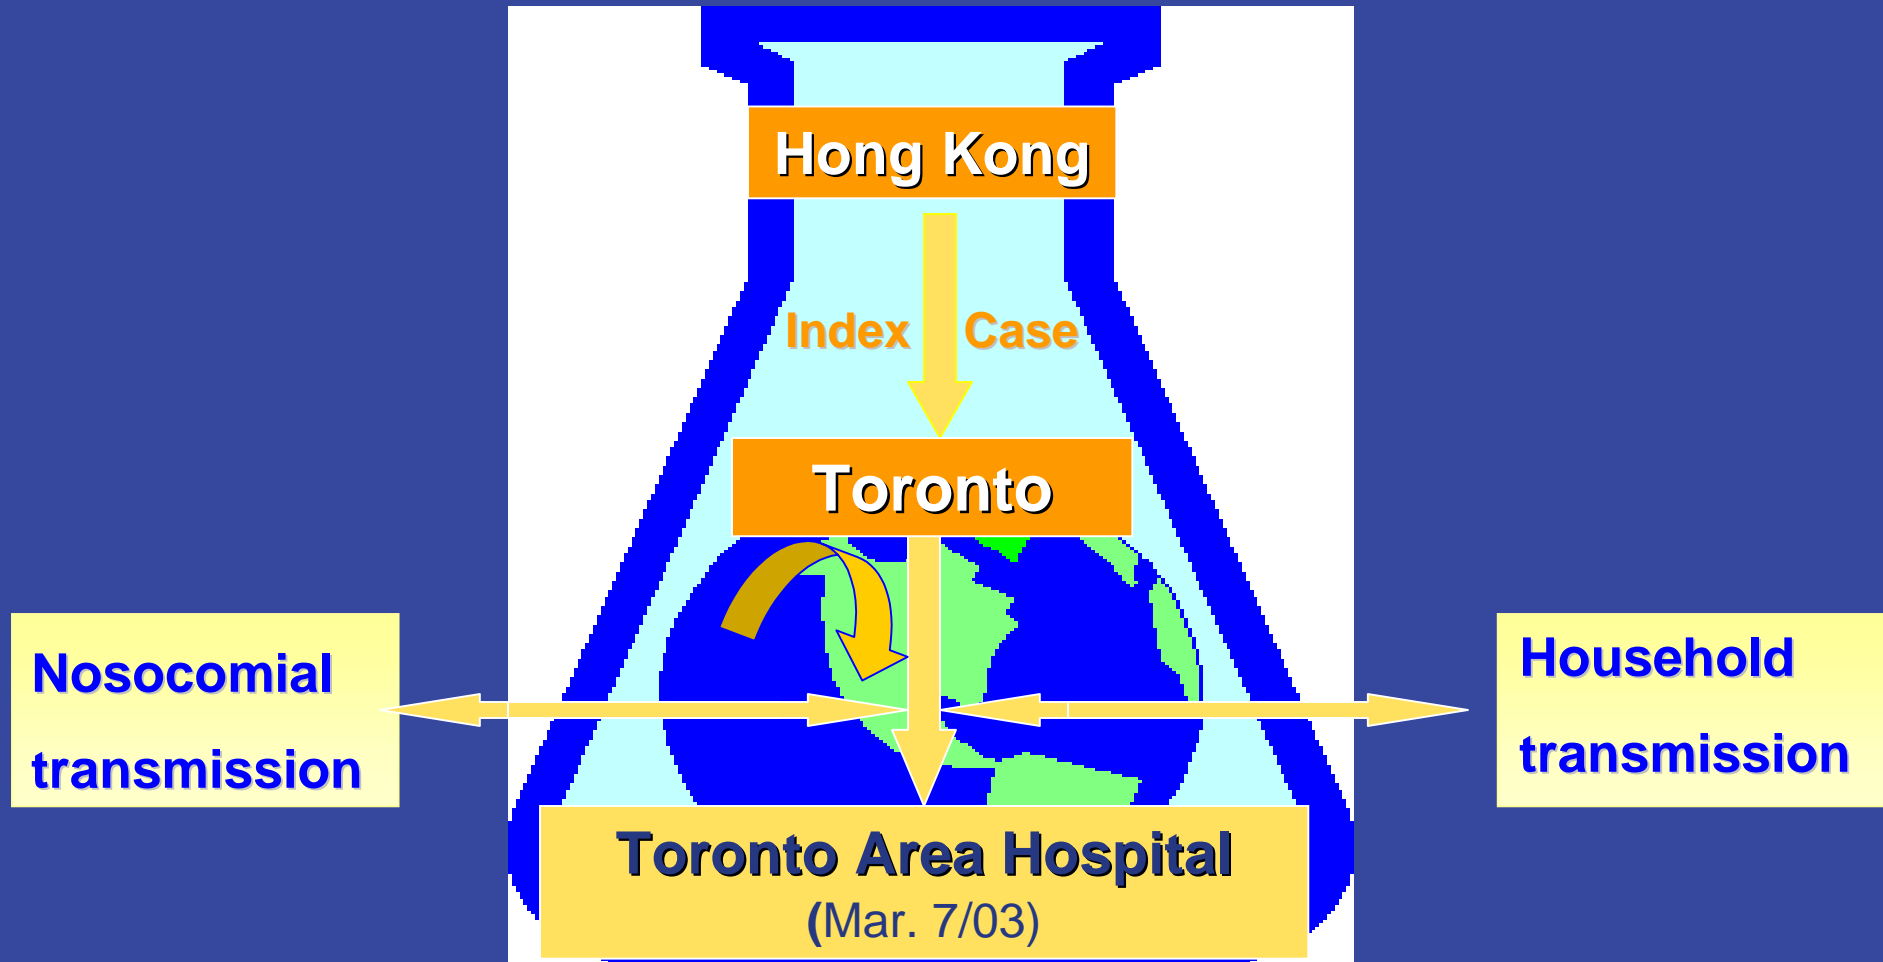 Hong Kong
Index Case
Toronto
Nosocomial
transmission
Household
transmission
Toronto Area Hospital
(Mar. 7/03)